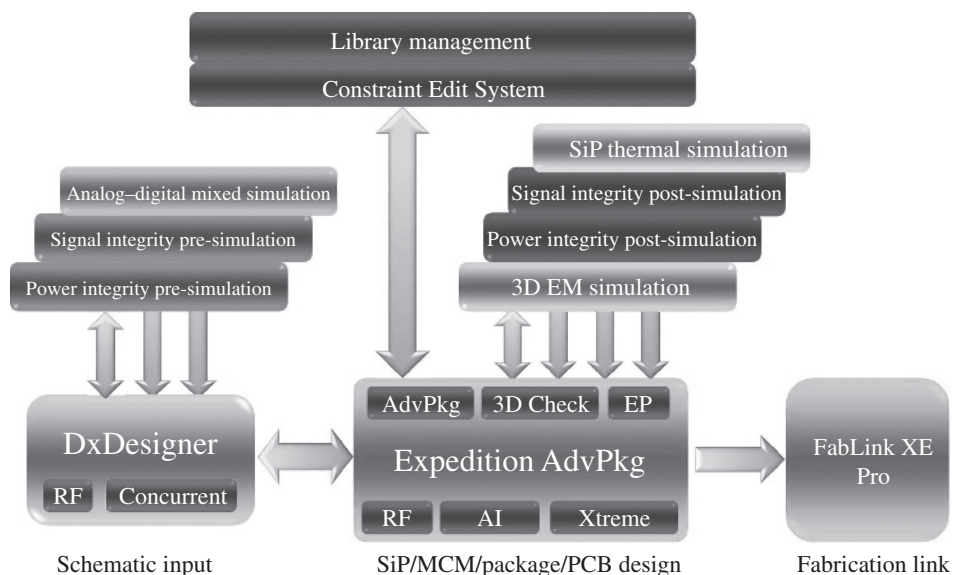 Library management
Constraint Edit System
SiP thermal simulation
Analog–digital mixed simulation
Signal integrity post-simulation
Signal integrity pre-simulation
Power integrity post-simulation
Power integrity pre-simulation
3D EM simulation
AdvPkg
3D Check
EP
DxDesigner
Expedition AdvPkg
FabLink XE
Pro
RF
Concurrent
RF
AI
Xtreme
Schematic input
SiP/MCM/package/PCB design
Fabrication link